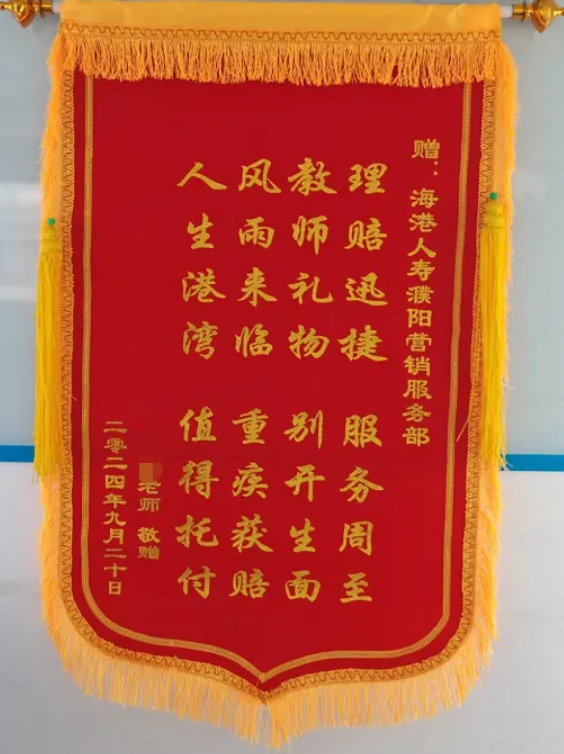 赠：海港人寿濮阳营销服务部
理赔迅捷 服务周至
教师礼物 别开生面
风雨来临 重疾获赔
人生港湾 值得托付
老师 敬赠
二零二四年九月二十日